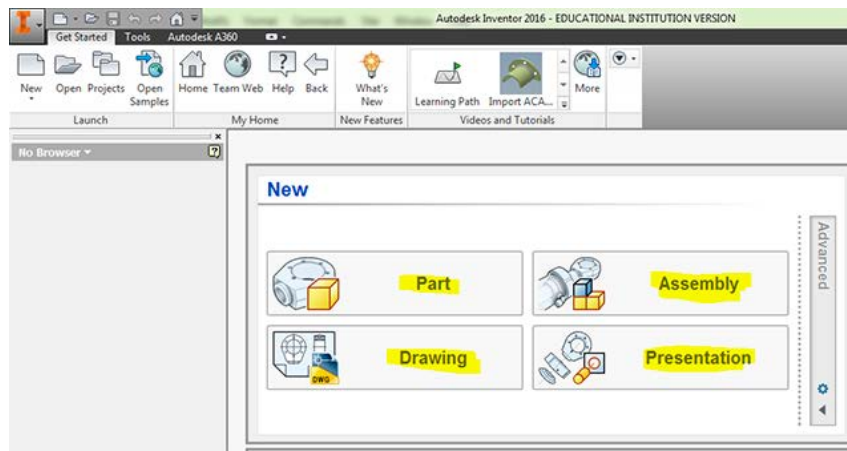 Autodesk Inventor 2016 - EDUCATIONAL INSTITUTION VERSION
Get Started Tools Autodesk A360
New Open Projects Open Samples Home Team Web Help Back What's New Learning Path Import ACA... More
Launch My Home New Features Videos and Tutorials
No Browser
New
Part Assembly
Drawing Presentation
DWG
Advanced